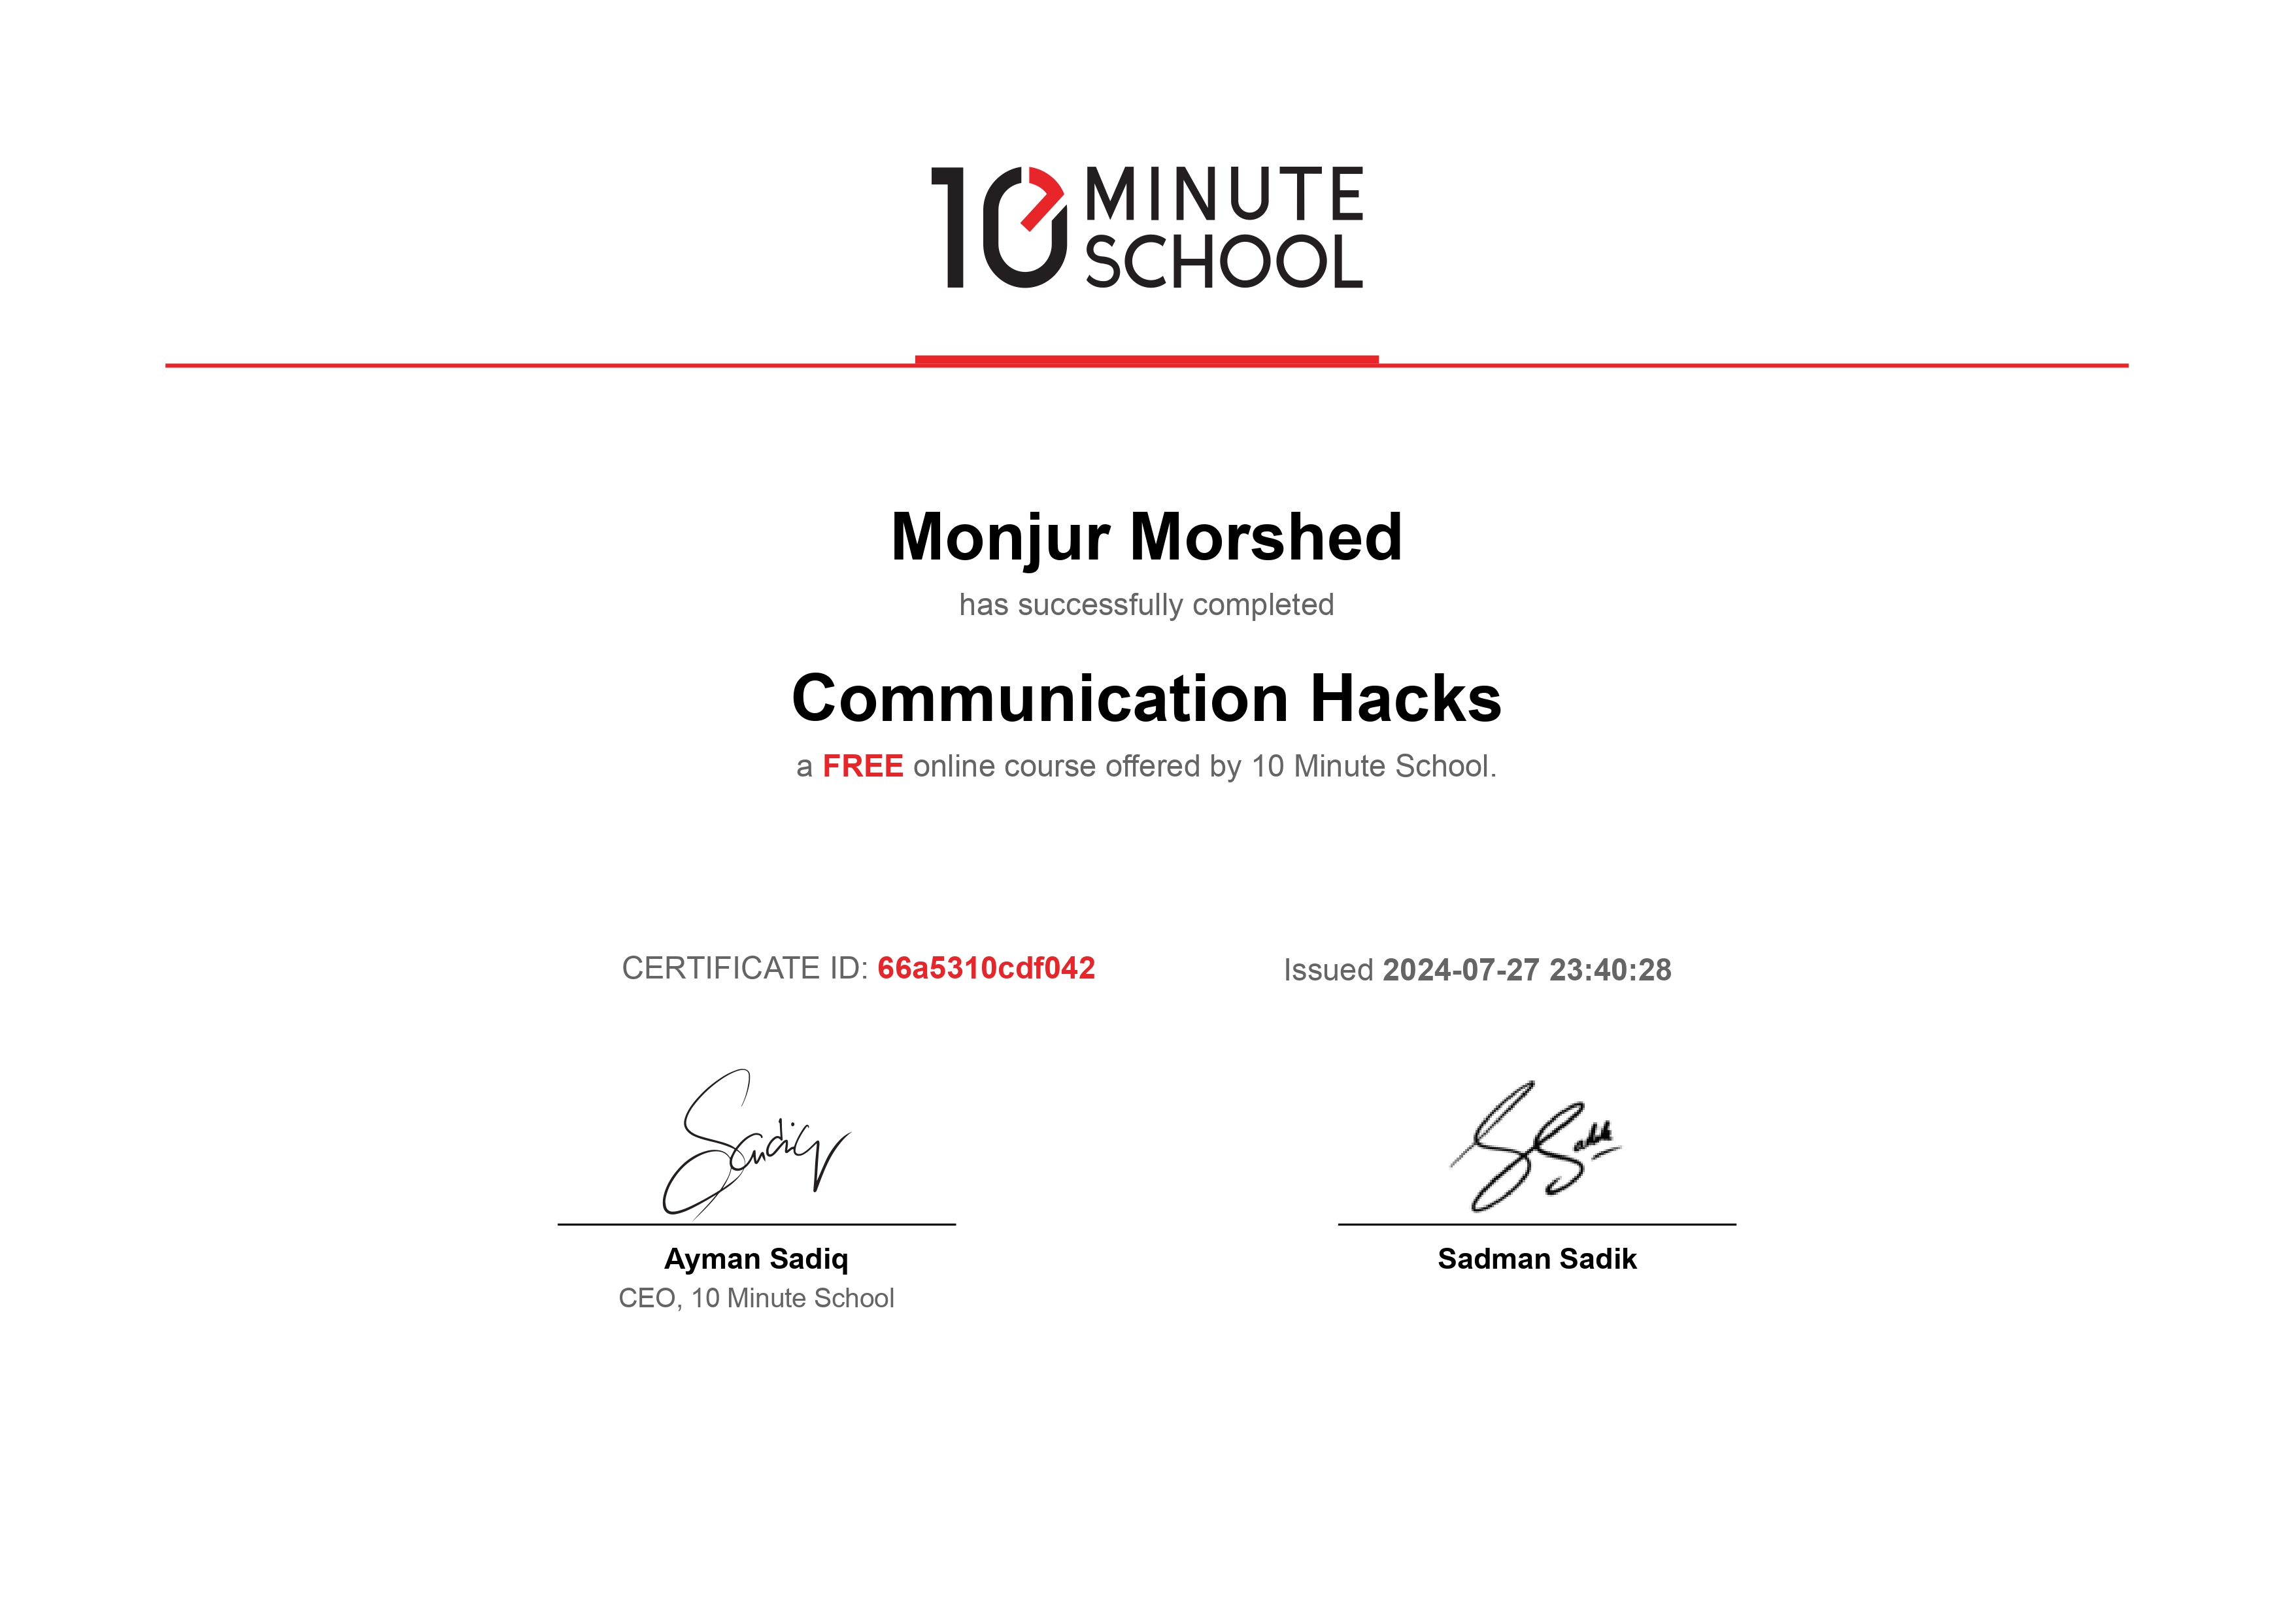 10 MINUTE
SCHOOL
Monjur Morshed
has successfully completed
Communication Hacks
a FREE online course offered by 10 Minute School.
CERTIFICATE ID: 66a5310cdf042
Issued 2024-07-27 23:40:28
Sadiq
SSadik
Ayman Sadiq
CEO, 10 Minute School
Sadman Sadik